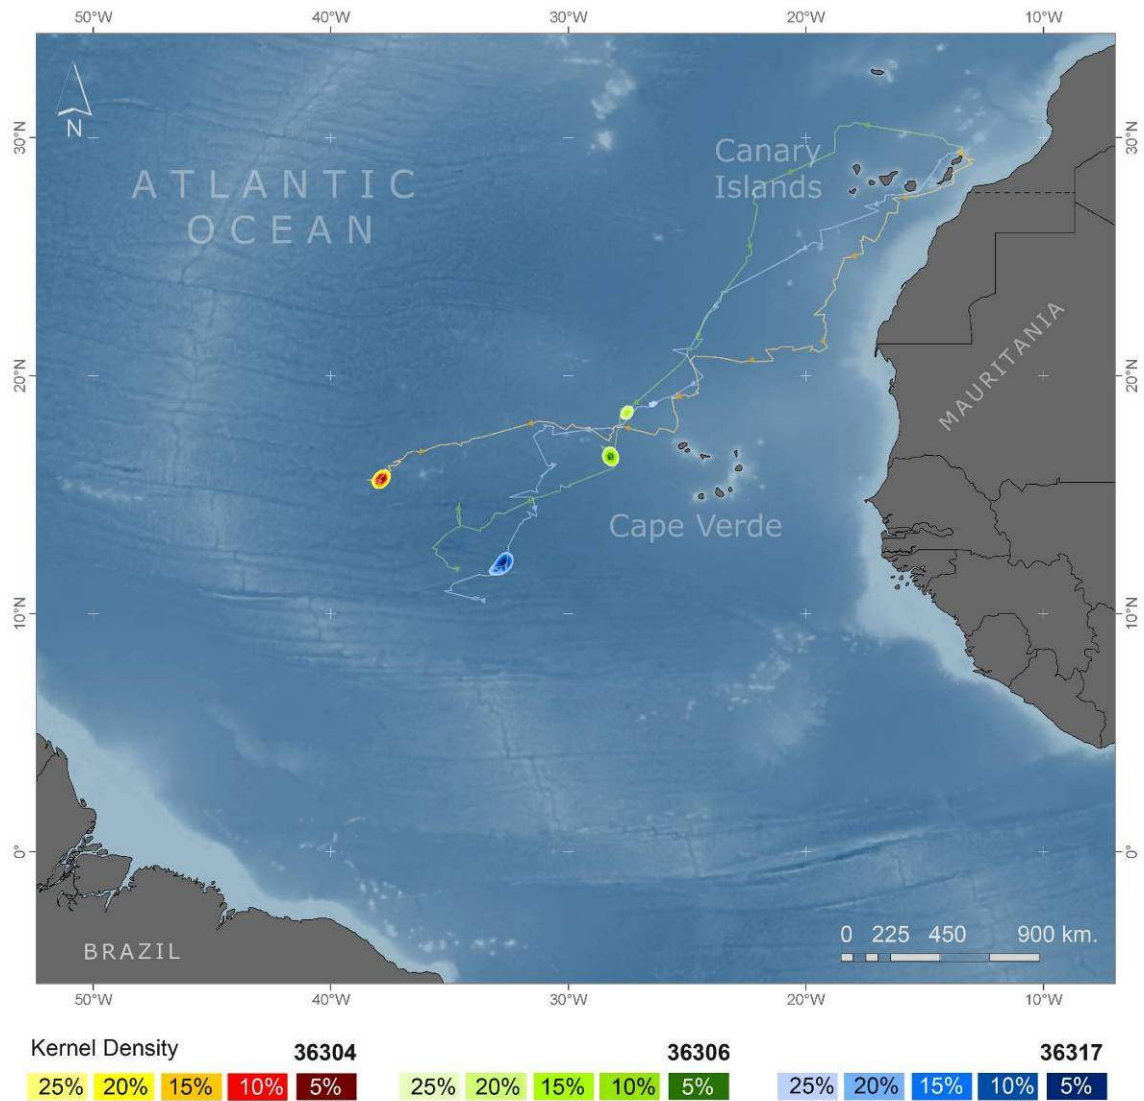 50°W 40°W 30°W 20°W 10°W
30°N 30°N
N
Canary
Islands
ATLANTIC
OCEAN
MAURITANIA
20°N 20°N
Cape Verde
10°N 10°N
0° 0°
0 225 450 900 km.
BRAZIL
50°W 40°W 30°W 20°W 10°W
Kernel Density 36304 36306 36317
25% 20% 15% 10% 5% 25% 20% 15% 10% 5% 25% 20% 15% 10% 5%